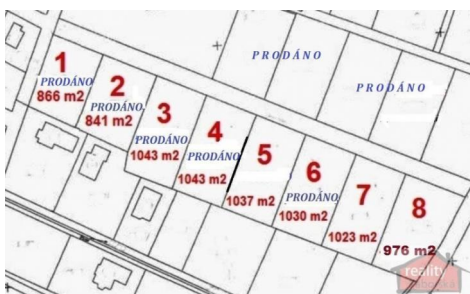 PRODÁNO
PRODÁNO
1
PRODÁNO
866 m2
2
PRODÁNO
841 m2
3
PRODÁNO
1043 m2
4
PRODÁNO
1043 m2
5
1037 m2
6
PRODÁNO
1030 m2
7
1023 m2
8
976 m2
reality